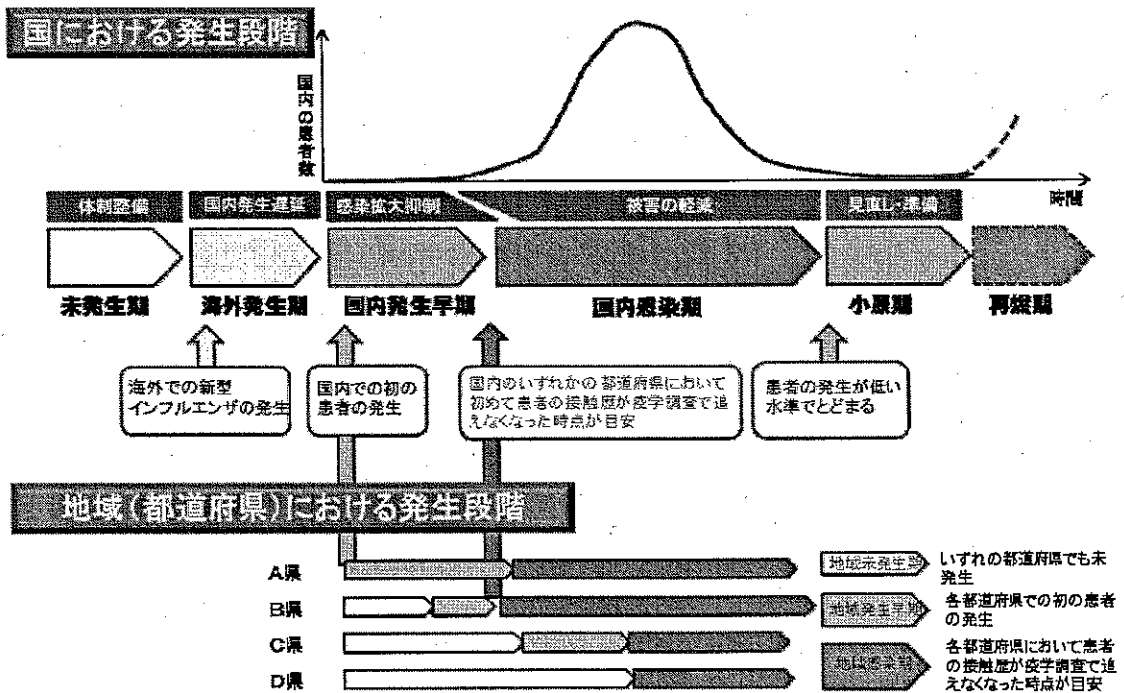 国における発生段階
国内の患者数
時間
体制整備
国内発生遅延
感染拡大抑制
被害の軽減
見直し・準備
未発生期
海外発生期
国内発生早期
国内感染期
小康期
再燃期
海外での新型
インフルエンザの発生
国内での初の
患者の発生
国内のいずれかの都道府県において
初めて患者の接触歴が疫学調査で追
えなくなった時点が目安
患者の発生が低い
水準でとどまる
地域(都道府県)における発生段階
A県
B県
C県
D県
地域未発生期
いずれの都道府県でも未
発生
地域発生早期
各都道府県での初の患者
の発生
地域感染期
各都道府県において患者
の接触歴が疫学調査で追
えなくなった時点が目安